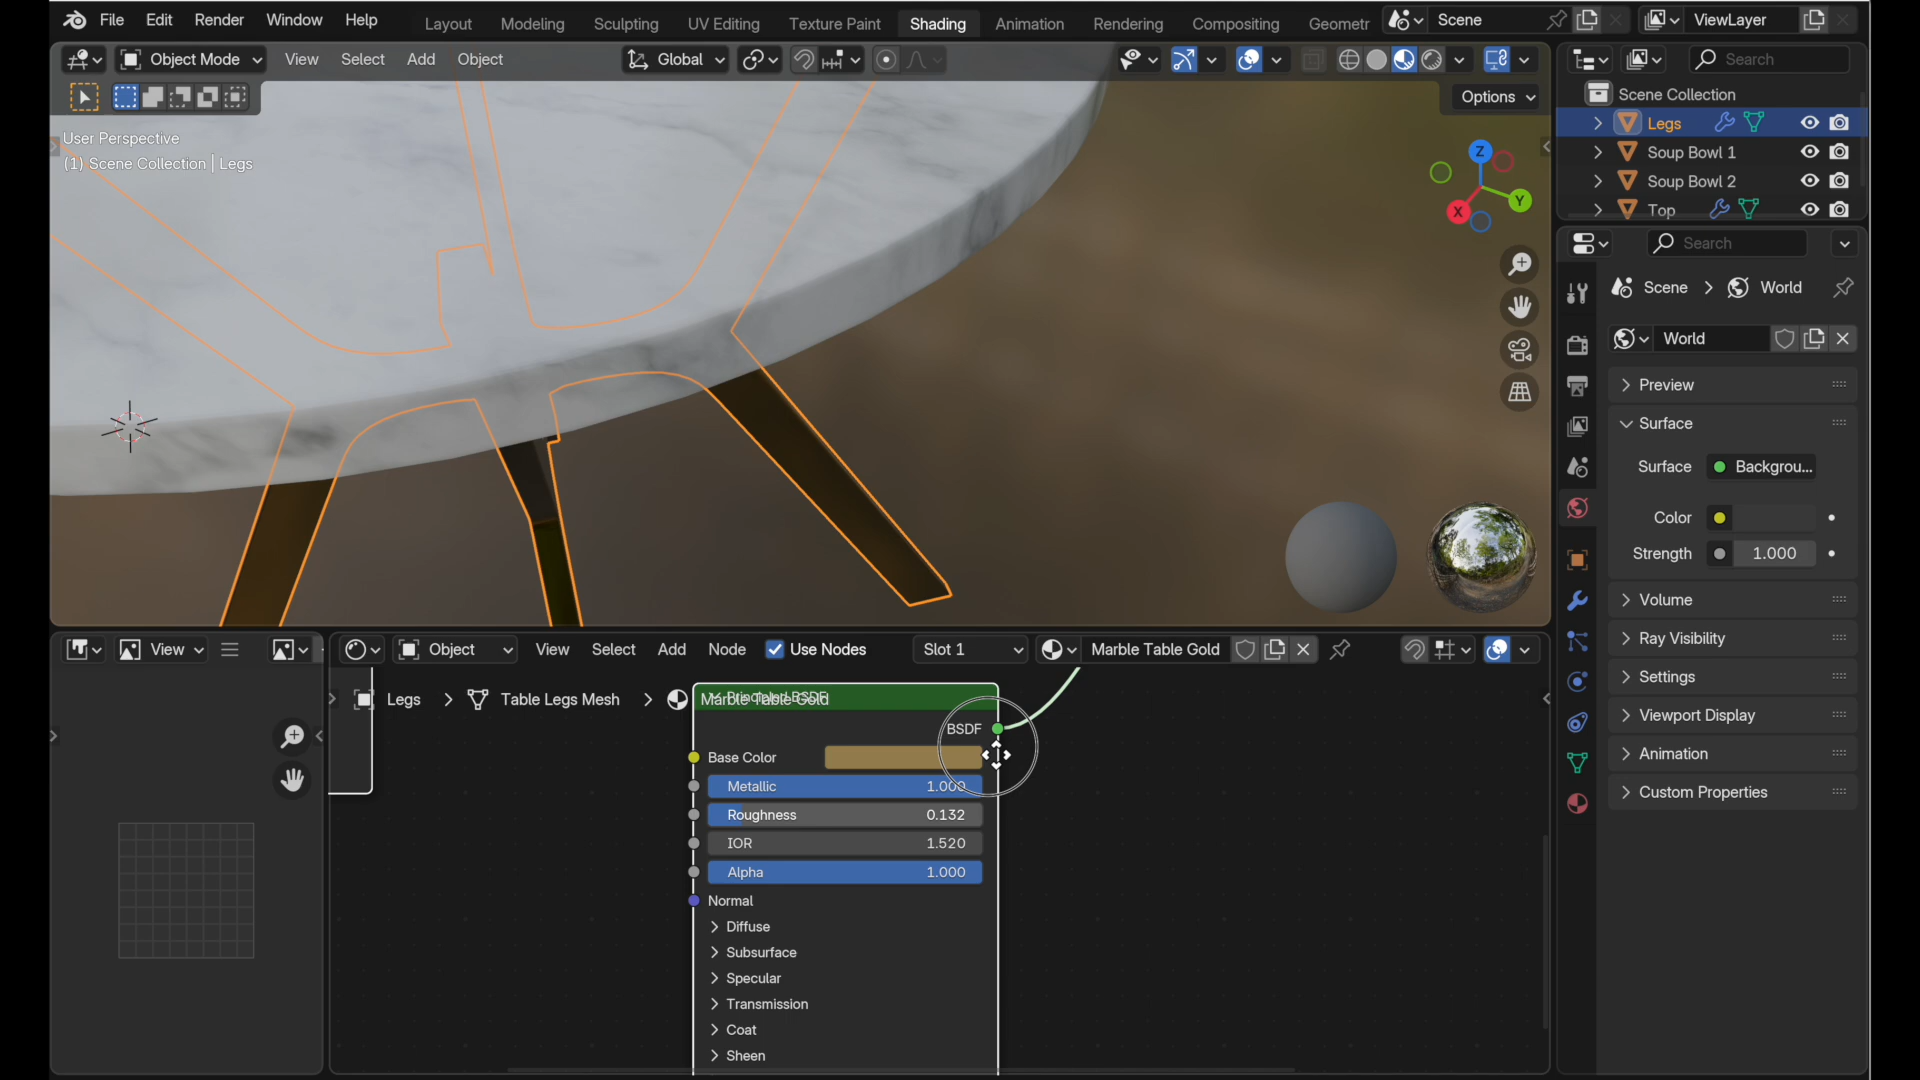 File Edit Render Window Help
Layout Modeling Sculpting UV Editing Texture Paint Shading Animation Rendering Compositing Geometr
Scene
ViewLayer
Object Mode View Select Add Object
Global
Options
User Perspective
(1) Scene Collection | Legs
Z
Y
X
Search
Scene Collection
Legs
Soup Bowl 1
Soup Bowl 2
Top
Search
Scene > World
World
Preview
Surface
Surface Backgrou...
Color
Strength 1.000
Volume
Ray Visibility
Settings
Viewport Display
Animation
Custom Properties
View
Object View Select Add Node Use Nodes Slot 1 Marble Table Gold
Legs > Table Legs Mesh > Marble Table Gold
Principled BSDF
BSDF
Base Color
Metallic 1.000
Roughness 0.132
IOR 1.520
Alpha 1.000
Normal
Diffuse
Subsurface
Specular
Transmission
Coat
Sheen